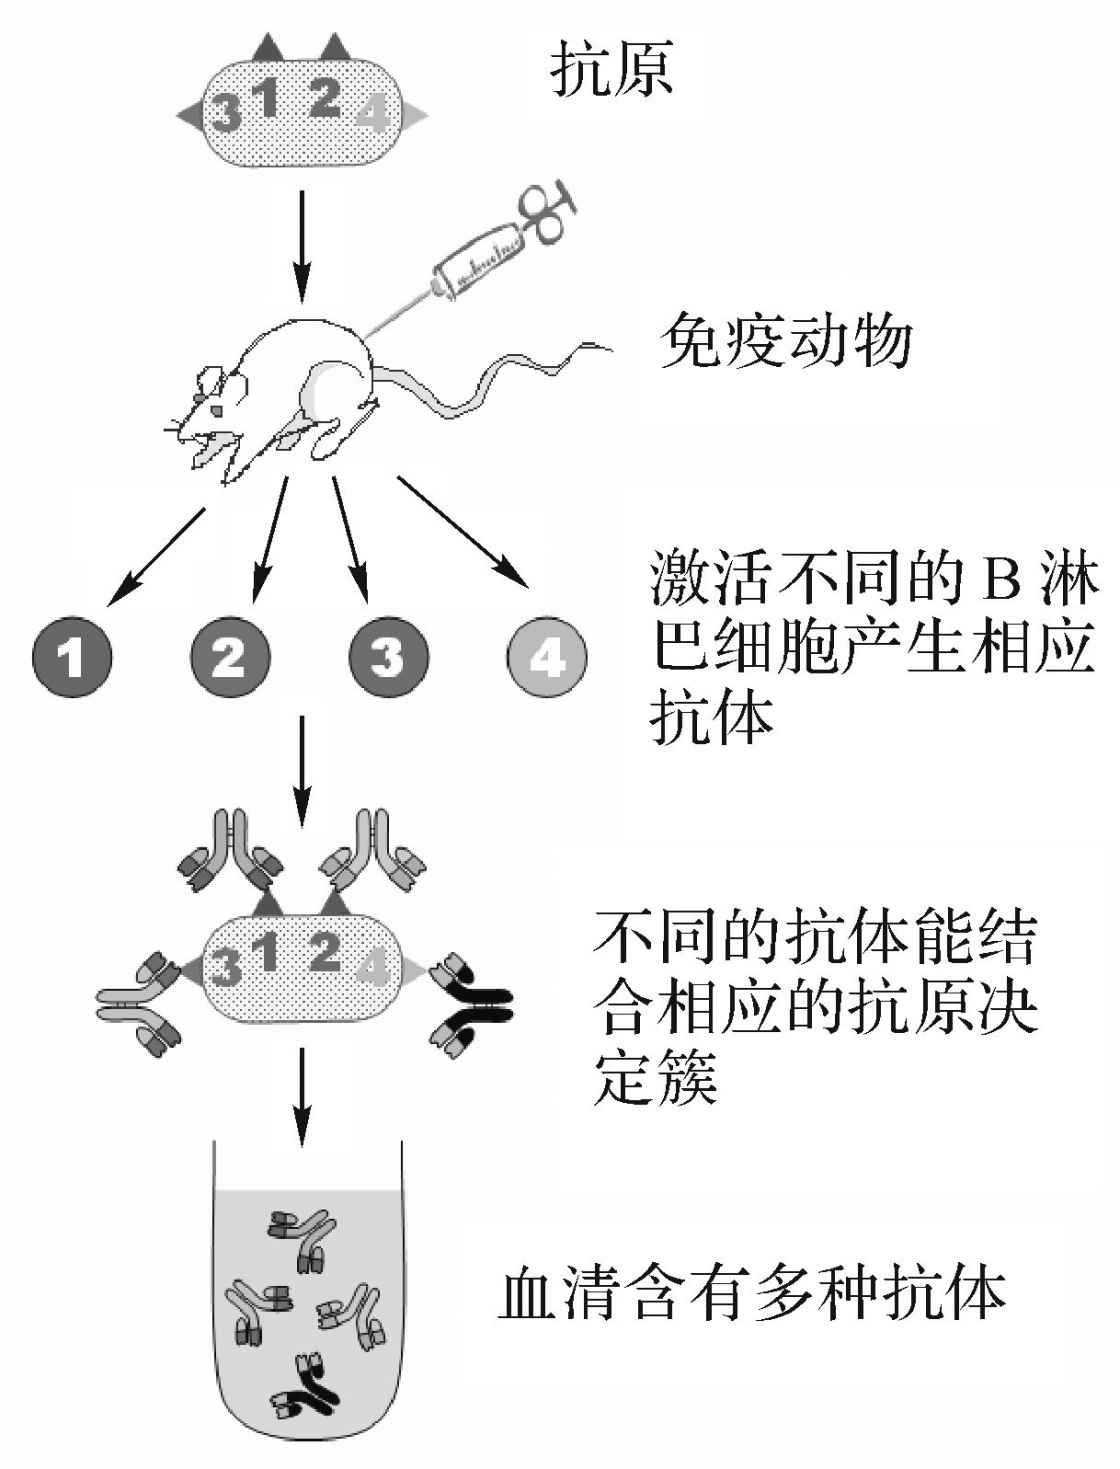 抗原
3 1 2 4
免疫动物
激活不同的 B 淋
巴细胞产生相应
抗体
1 2 3 4
不同的抗体能结
合相应的抗原决
定簇
3 1 2 4
血清含有多种抗体